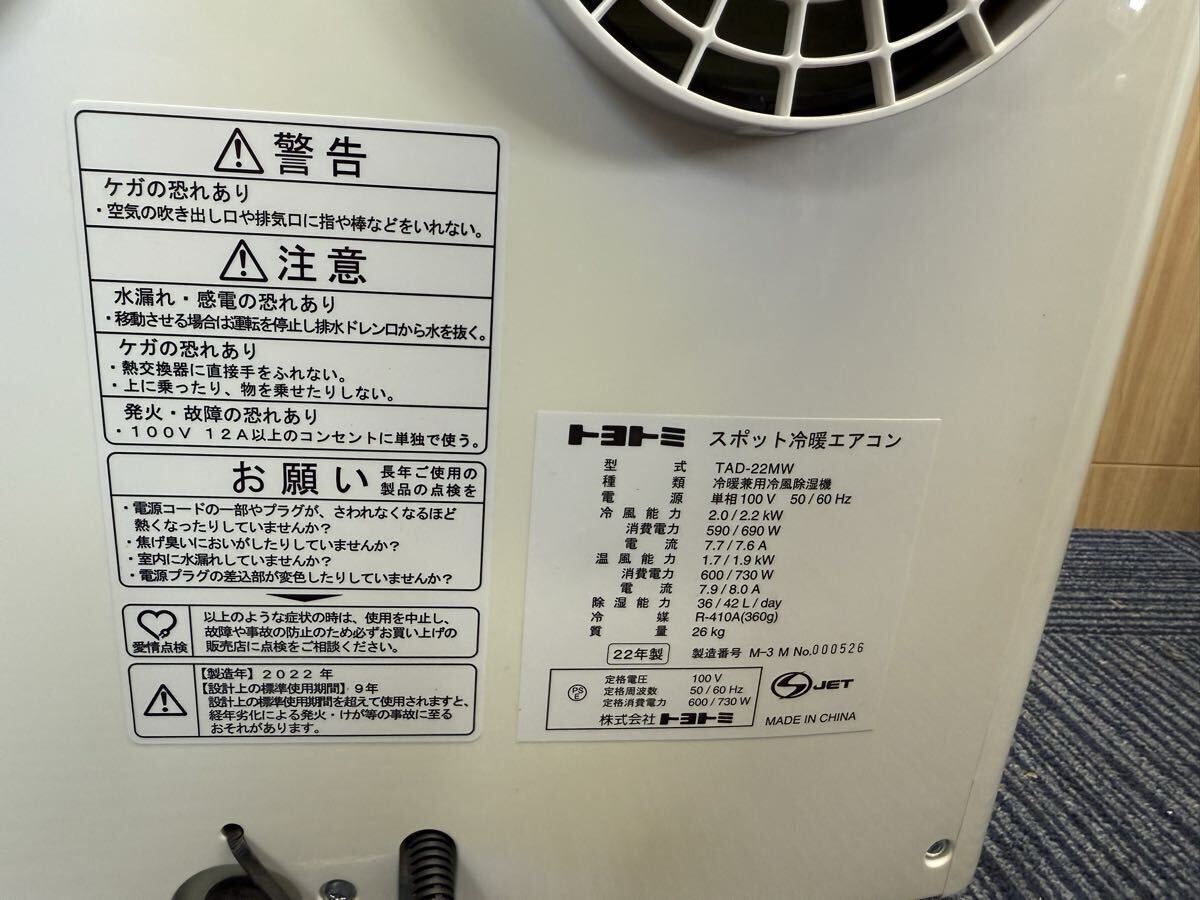 警告
ケガの恐れあり
・空気の吹き出し口や排気口に指や棒などをいれない。
注意
水漏れ・感電の恐れあり
・移動させる場合は運転を停止し排水ドレン口から水を抜く。
ケガの恐れあり
・熱交換器に直接手をふれない。
・上に乗ったり、物を乗せたりしない。
発火・故障の恐れあり
・100V 12A以上のコンセントに単独で使う。
お願い 長年ご使用の
製品の点検を
・電源コードの一部やプラグが、さわれなくなるほど
熱くなったりしていませんか?
・焦げ臭いにおいがしたりしていませんか?
・室内に水漏れしていませんか?
・電源プラグの差込部が変色したりしていませんか?
愛情点検
以上のような症状の時は、使用を中止し、
故障や事故の防止のため必ずお買い上げの
販売店に点検をご相談ください。
【製造年】2022 年
【設計上の標準使用期間】9年
設計上の標準使用期間を超えて使用されますと、
経年劣化による発火・けが等の事故に至る
おそれがあります。
トヨトミ スポット冷暖エアコン
型式 TAD-22MW
種類 冷暖兼用冷風除湿機
電源 単相100 V 50 / 60 Hz
冷風能力 2.0 / 2.2 kW
消費電力 590 / 690 W
電流 7.7 / 7.6 A
温風能力 1.7 / 1.9 kW
消費電力 600 / 730 W
電流 7.9 / 8.0 A
除湿能力 36 / 42 L / day
冷媒 R-410A(360g)
質量 26 kg
22年製 製造番号 M-3 M No.000526
PSE
定格電圧 100 V
定格周波数 50 / 60 Hz
定格消費電力 600 / 730 W
株式会社トヨトミ
JET
MADE IN CHINA